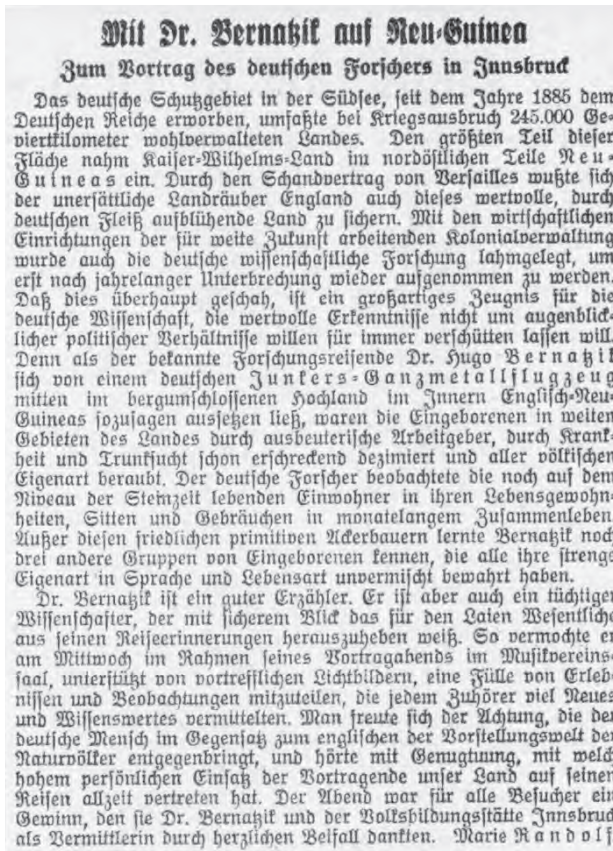 Mit Dr. Bernatzik auf Neu-Guinea
Zum Vortrag des deutschen Forschers in Innsbruck
Das deutsche Schutzgebiet in der Südsee, seit dem Jahre 1885 dem
Deutschen Reiche erworben, umfaßte bei Kriegsausbruch 245.000 Ge-
viertkilometer wohlverwalteten Landes. Den größten Teil dieser
Fläche nahm Kaiser-Wilhelms-Land im nordöstlichen Teile Neu-
Guineas ein. Durch den Schandvertrag von Versailles wußte sich
der unersättliche Landräuber England auch dieses wertvolle, durch
deutschen Fleiß aufblühende Land zu sichern. Mit den wirtschaftlichen
Einrichtungen der für weite Zukunft arbeitenden Kolonialverwaltung
wurde auch die deutsche wissenschaftliche Forschung lahmgelegt, um
erst nach jahrelanger Unterbrechung wieder aufgenommen zu werden.
Daß dies überhaupt geschah, ist ein großartiges Zeugnis für die
deutsche Wissenschaft, die wertvolle Erkenntnisse nicht um augenblick-
licher politischer Verhältnisse willen für immer verschütten lassen will.
Denn als der bekannte Forschungsreisende Dr. Hugo Bernatzik
sich von einem deutschen Junkers-Ganzmetallflugzeug
mitten im bergumschlossenen Hochland im Innern Englisch-Neu-
Guineas sozusagen aussetzen ließ, waren die Eingeborenen in weiten
Gebieten des Landes durch ausbeuterische Arbeitgeber, durch Krank-
heit und Trunksucht schon erschreckend dezimiert und aller völkischen
Eigenart beraubt. Der deutsche Forscher beobachtete die noch auf dem
Niveau der Steinzeit lebenden Einwohner in ihren Lebensgewohn-
heiten, Sitten und Gebräuchen in monatelangem Zusammenleben.
Außer diesen friedlichen primitiven Ackerbauern lernte Bernatzik noch
drei andere Gruppen von Eingeborenen kennen, die alle ihre strenge
Eigenart in Sprache und Lebensart unvermischt bewahrt haben.
Dr. Bernatzik ist ein guter Erzähler. Er ist aber auch ein tüchtiger
Wissenschafter, der mit sicherem Blick das für den Laien Wesentliche
aus seinen Reiseerinnerungen herauszuheben weiß. So vermochte er
am Mittwoch im Rahmen seines Vortragabends im Musikvereins-
saal, unterstützt von vortrefflichen Lichtbildern, eine Fülle von Erleb-
nissen und Beobachtungen mitzuteilen, die jedem Zuhörer viel Neues
und Wissenswertes vermittelten. Man freute sich der Achtung, die der
deutsche Mensch im Gegensatz zum englischen der Vorstellungswelt der
Naturvölker entgegenbringt, und hörte mit Genugtuung, mit welch
hohem persönlichen Einsatz der Vortragende unser Land auf seinen
Reisen allzeit vertreten hat. Der Abend war für alle Besucher ein
Gewinn, den sie Dr. Bernatzik und der Volksbildungsstätte Innsbruck
als Vermittlerin durch herzlichen Beifall dankten. Marie Randolf